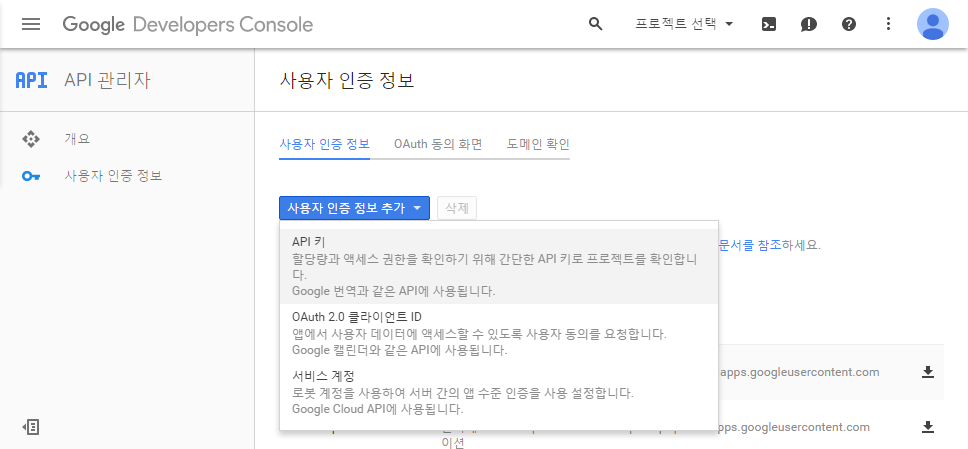 Google Developers Console
프로젝트 선택
API API 관리자
사용자 인증 정보
개요
사용자 인증 정보
사용자 인증 정보 OAuth 동의 화면 도메인 확인
사용자 인증 정보 추가 삭제
API 키
할당량과 액세스 권한을 확인하기 위해 간단한 API 키로 프로젝트를 확인합니
다.
Google 번역과 같은 API에 사용됩니다.
문서를 참조하세요.
OAuth 2.0 클라이언트 ID
앱에서 사용자 데이터에 액세스할 수 있도록 사용자 동의를 요청합니다.
Google 캘린더와 같은 API에 사용됩니다.
서비스 계정
로봇 계정을 사용하여 서버 간의 앱 수준 인증을 사용 설정합니다.
Google Cloud API에 사용됩니다.
apps.googleusercontent.com
apps.googleusercontent.com
이션